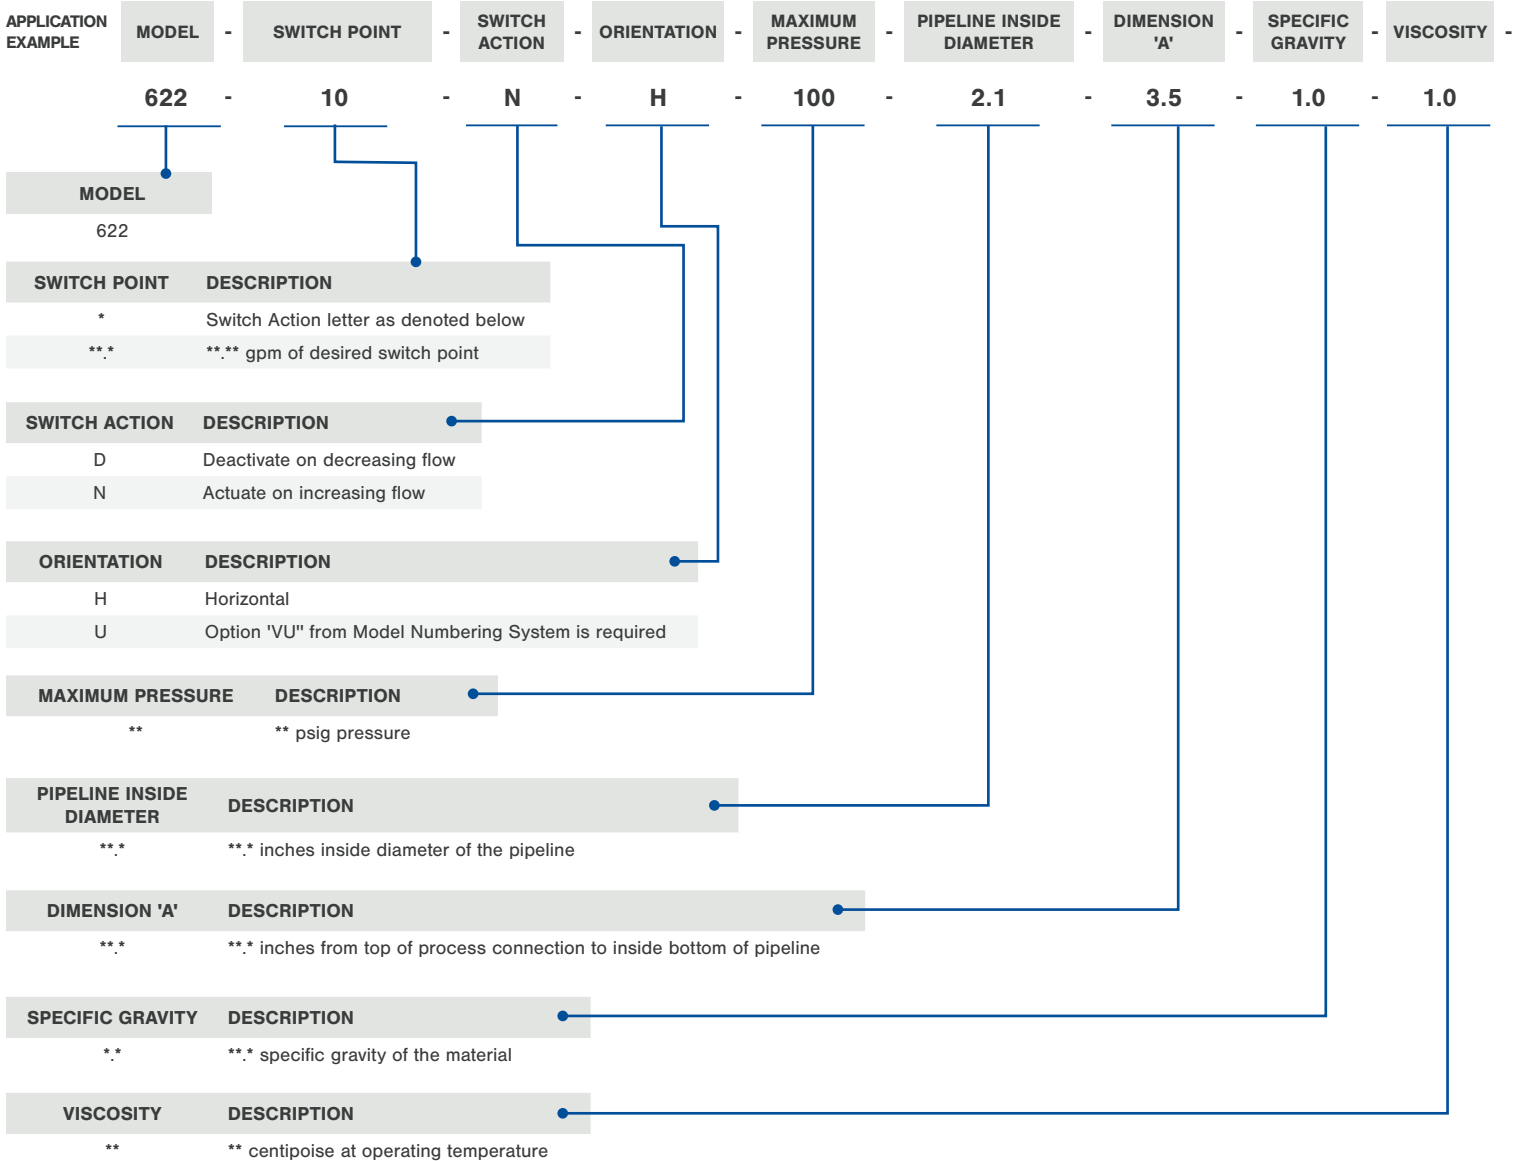 APPLICATION EXAMPLE MODEL - SWITCH POINT - SWITCH ACTION - ORIENTATION - MAXIMUM PRESSURE - PIPELINE INSIDE DIAMETER - DIMENSION 'A' - SPECIFIC GRAVITY - VISCOSITY -
622 - 10 - N - H - 100 - 2.1 - 3.5 - 1.0 - 1.0
MODEL
622
SWITCH POINT DESCRIPTION
* Switch Action letter as denoted below
**.* **.** gpm of desired switch point
SWITCH ACTION DESCRIPTION
D Deactivate on decreasing flow
N Actuate on increasing flow
ORIENTATION DESCRIPTION
H Horizontal
U Option 'VU" from Model Numbering System is required
MAXIMUM PRESSURE DESCRIPTION
** ** psig pressure
PIPELINE INSIDE DIAMETER DESCRIPTION
**.* **.* inches inside diameter of the pipeline
DIMENSION 'A' DESCRIPTION
**.* **.* inches from top of process connection to inside bottom of pipeline
SPECIFIC GRAVITY DESCRIPTION
*.* **.* specific gravity of the material
VISCOSITY DESCRIPTION
** ** centipoise at operating temperature